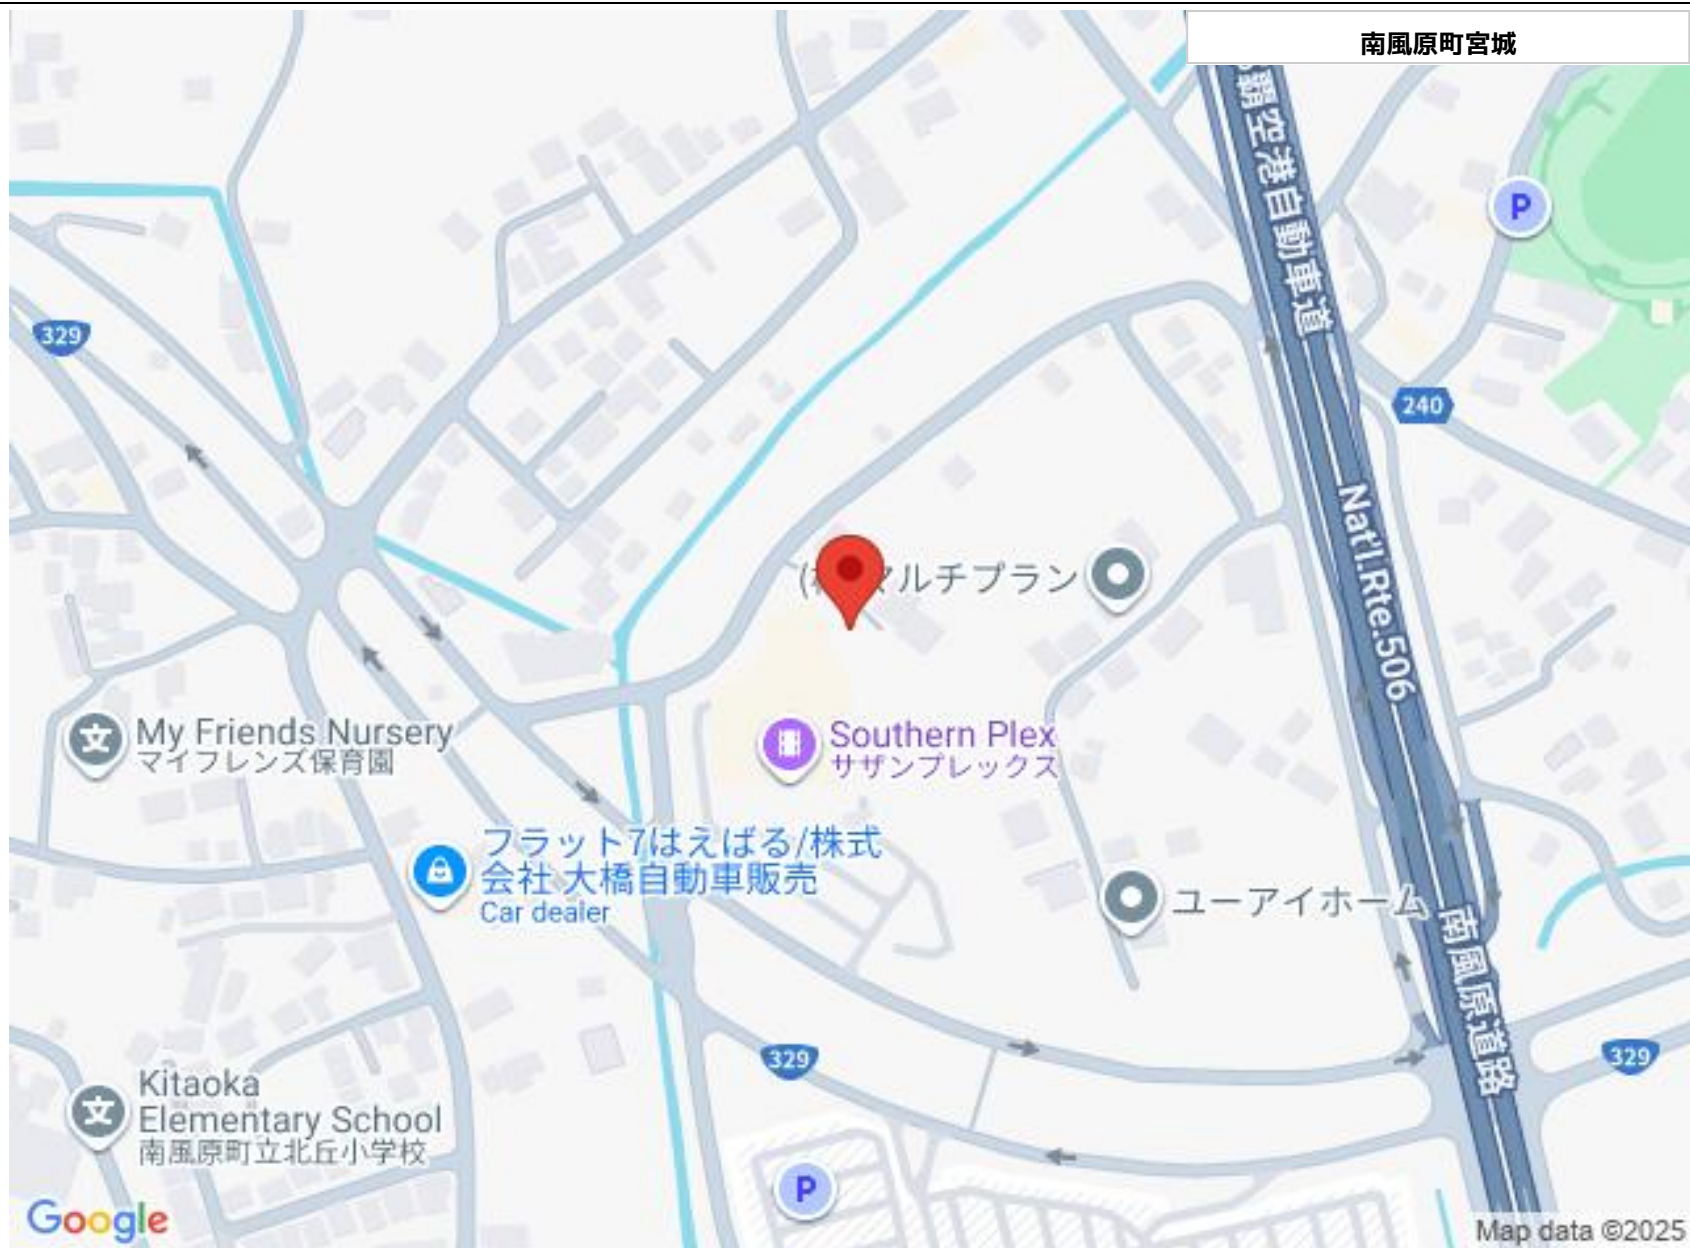 南風原町宮城
覇空港自動車道
P
329
240
Nat'l.Rte.506
マルチプラン
My Friends Nursery
マイフレンズ保育園
Southern Plex
サザンプレックス
フラット7はえばる/株式
会社 大橋自動車販売
Car dealer
ユーアイホーム
南風原道路
329
329
Kitaoka
Elementary School
南風原町立北丘小学校
P
Google
Map data ©2025